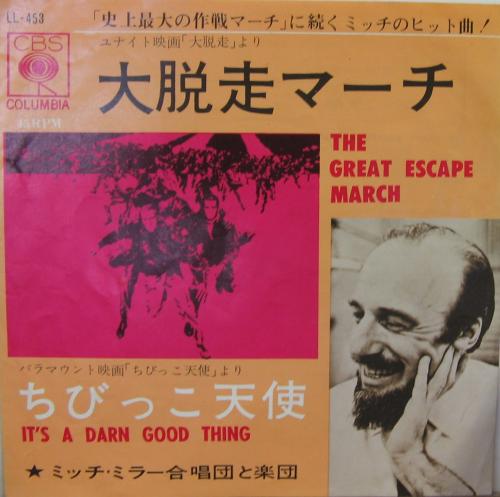 LL-453
「史上最大の作戦マーチ」に続くミッチのヒット曲!
CBS
COLUMBIA
45RPM
ユナイト映画「大脱走」より
大脱走マーチ
THE
GREAT ESCAPE
MARCH
パラマウント映画「ちびっこ天使」より
ちびっこ天使
IT'S A DARN GOOD THING
★ミッチ・ミラー合唱団と楽団